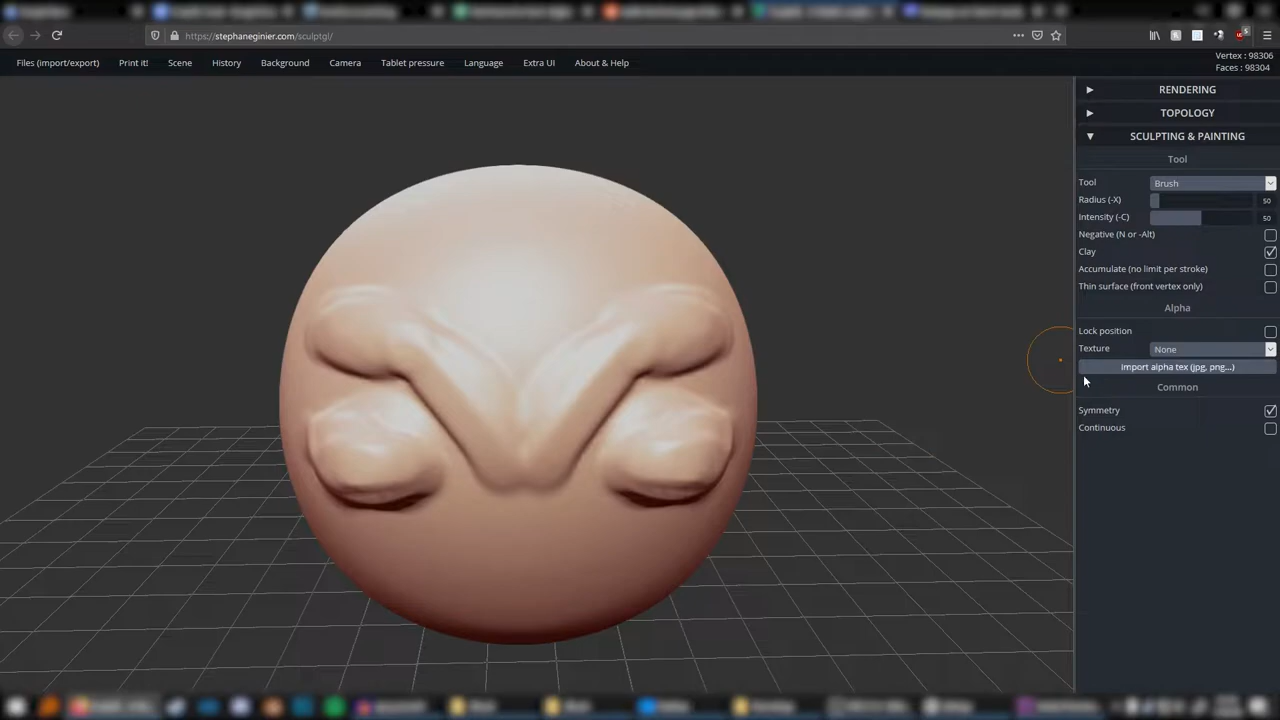 https://stephaneginier.com/sculptgl/
Files (import/export) Print it! Scene History Background Camera Tablet pressure Language Extra UI About & Help
Vertex : 98306
Faces : 98304
RENDERING
TOPOLOGY
SCULPTING & PAINTING
Tool
Tool Brush
Radius (-X) 50
Intensity (-C) 50
Negative (N or -Alt)
Clay
Accumulate (no limit per stroke)
Thin surface (front vertex only)
Alpha
Lock position
Texture None
Import alpha tex (jpg, png...)
Common
Symmetry
Continuous